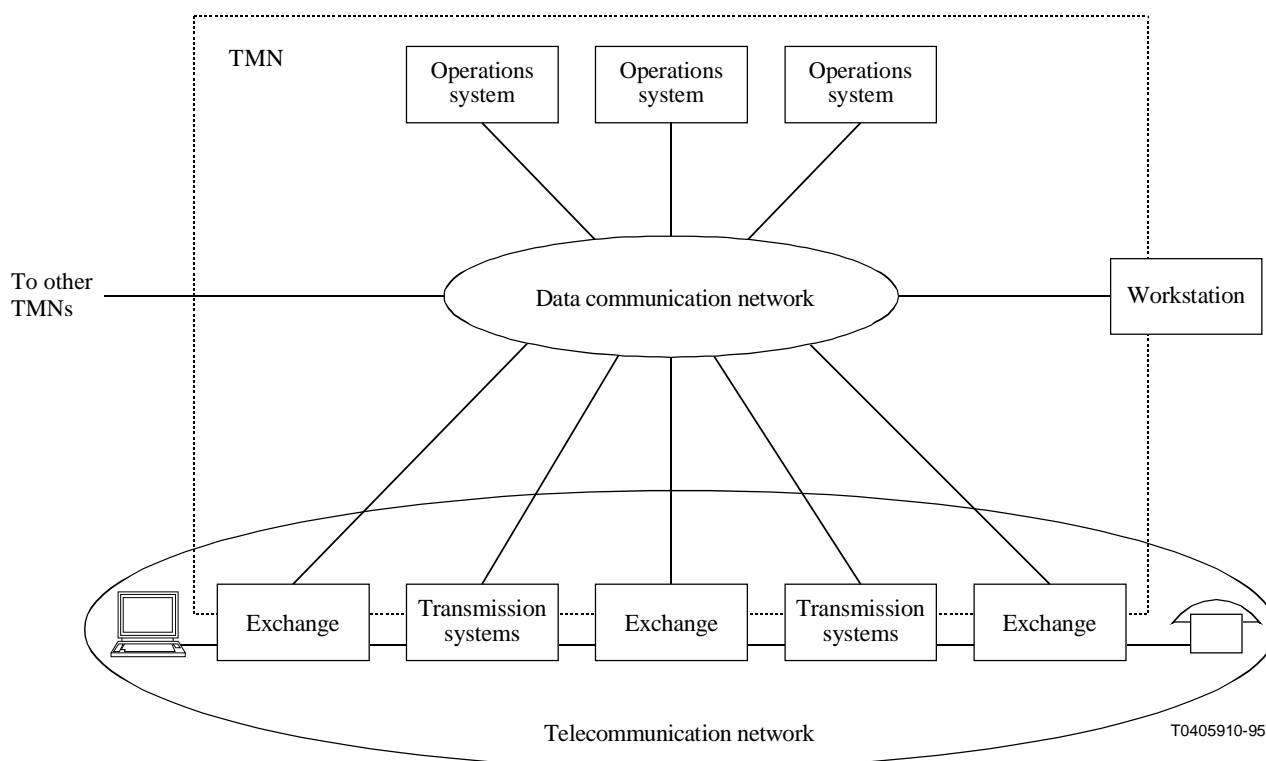 TMN
Operations
system
Operations
system
Operations
system
To other
TMNs
Data communication network
Workstation
Exchange
Transmission
systems
Exchange
Transmission
systems
Exchange
Telecommunication network
T0405910-95